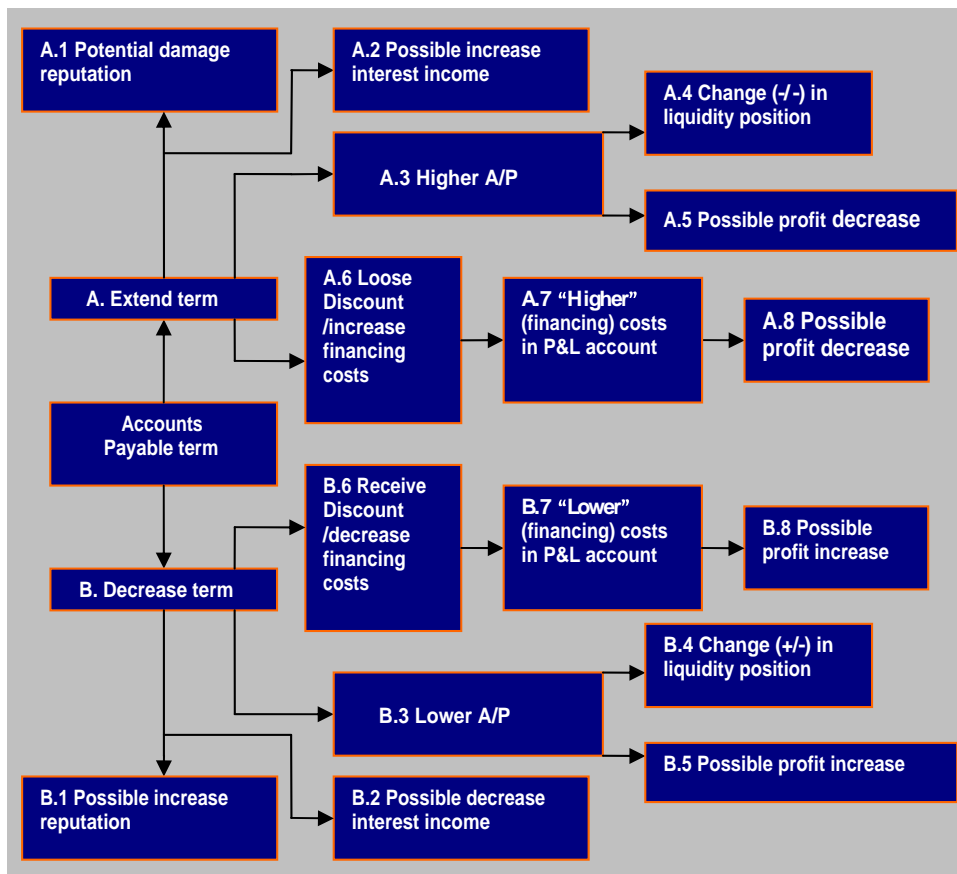 A.1 Potential damage
reputation
A.2 Possible increase
interest income
A.4 Change (-/-) in
liquidity position
A.3 Higher A/P
A.5 Possible profit decrease
A. Extend term
A.6 Loose
Discount
/increase
financing
costs
A.7 “Higher”
(financing) costs
in P&L account
A.8 Possible
profit decrease
Accounts
Payable term
B.6 Receive
Discount
/decrease
financing
costs
B.7 “Lower”
(financing) costs
in P&L account
B.8 Possible
profit increase
B. Decrease term
B.4 Change (+/-) in
liquidity position
B.3 Lower A/P
B.5 Possible profit increase
B.1 Possible increase
reputation
B.2 Possible decrease
interest income